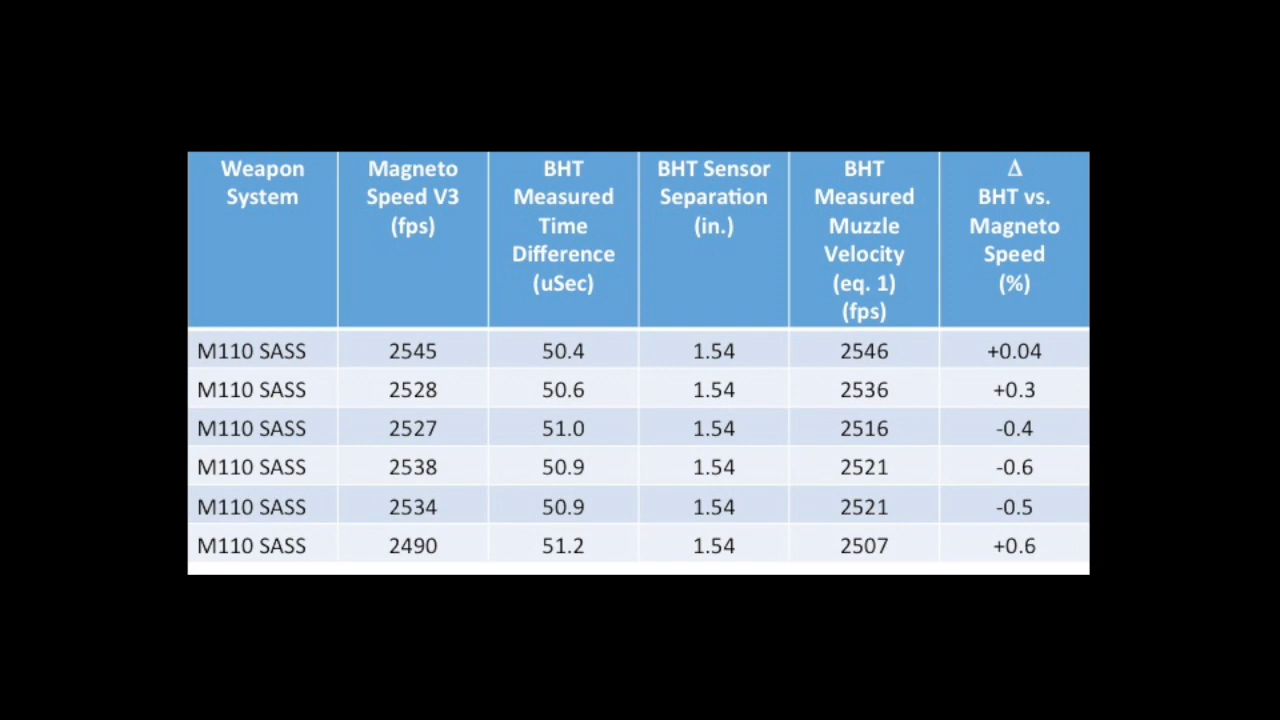 Weapon System | Magneto Speed V3 (fps) | BHT Measured Time Difference (uSec) | BHT Sensor Separation (in.) | BHT Measured Muzzle Velocity (eq. 1) (fps) | Δ BHT vs. Magneto Speed (%)
M110 SASS | 2545 | 50.4 | 1.54 | 2546 | +0.04
M110 SASS | 2528 | 50.6 | 1.54 | 2536 | +0.3
M110 SASS | 2527 | 51.0 | 1.54 | 2516 | -0.4
M110 SASS | 2538 | 50.9 | 1.54 | 2521 | -0.6
M110 SASS | 2534 | 50.9 | 1.54 | 2521 | -0.5
M110 SASS | 2490 | 51.2 | 1.54 | 2507 | +0.6